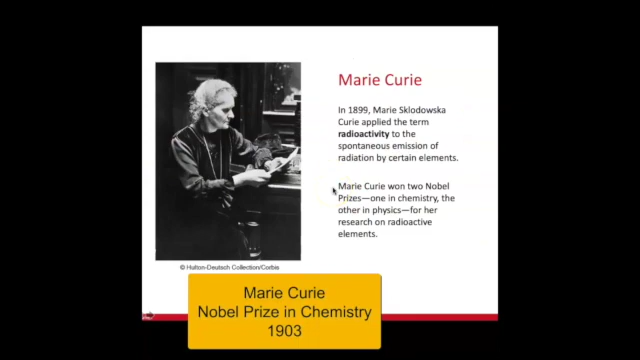 Marie Curie
In 1899, Marie Sklodowska
Curie applied the term
radioactivity to the
spontaneous emission of
radiation by certain elements.
Marie Curie won two Nobel
Prizes—one in chemistry, the
other in physics—for her
research on radioactive
elements.
© Hulton-Deutsch Collection/Corbis
Marie Curie
Nobel Prize in Chemistry
1903